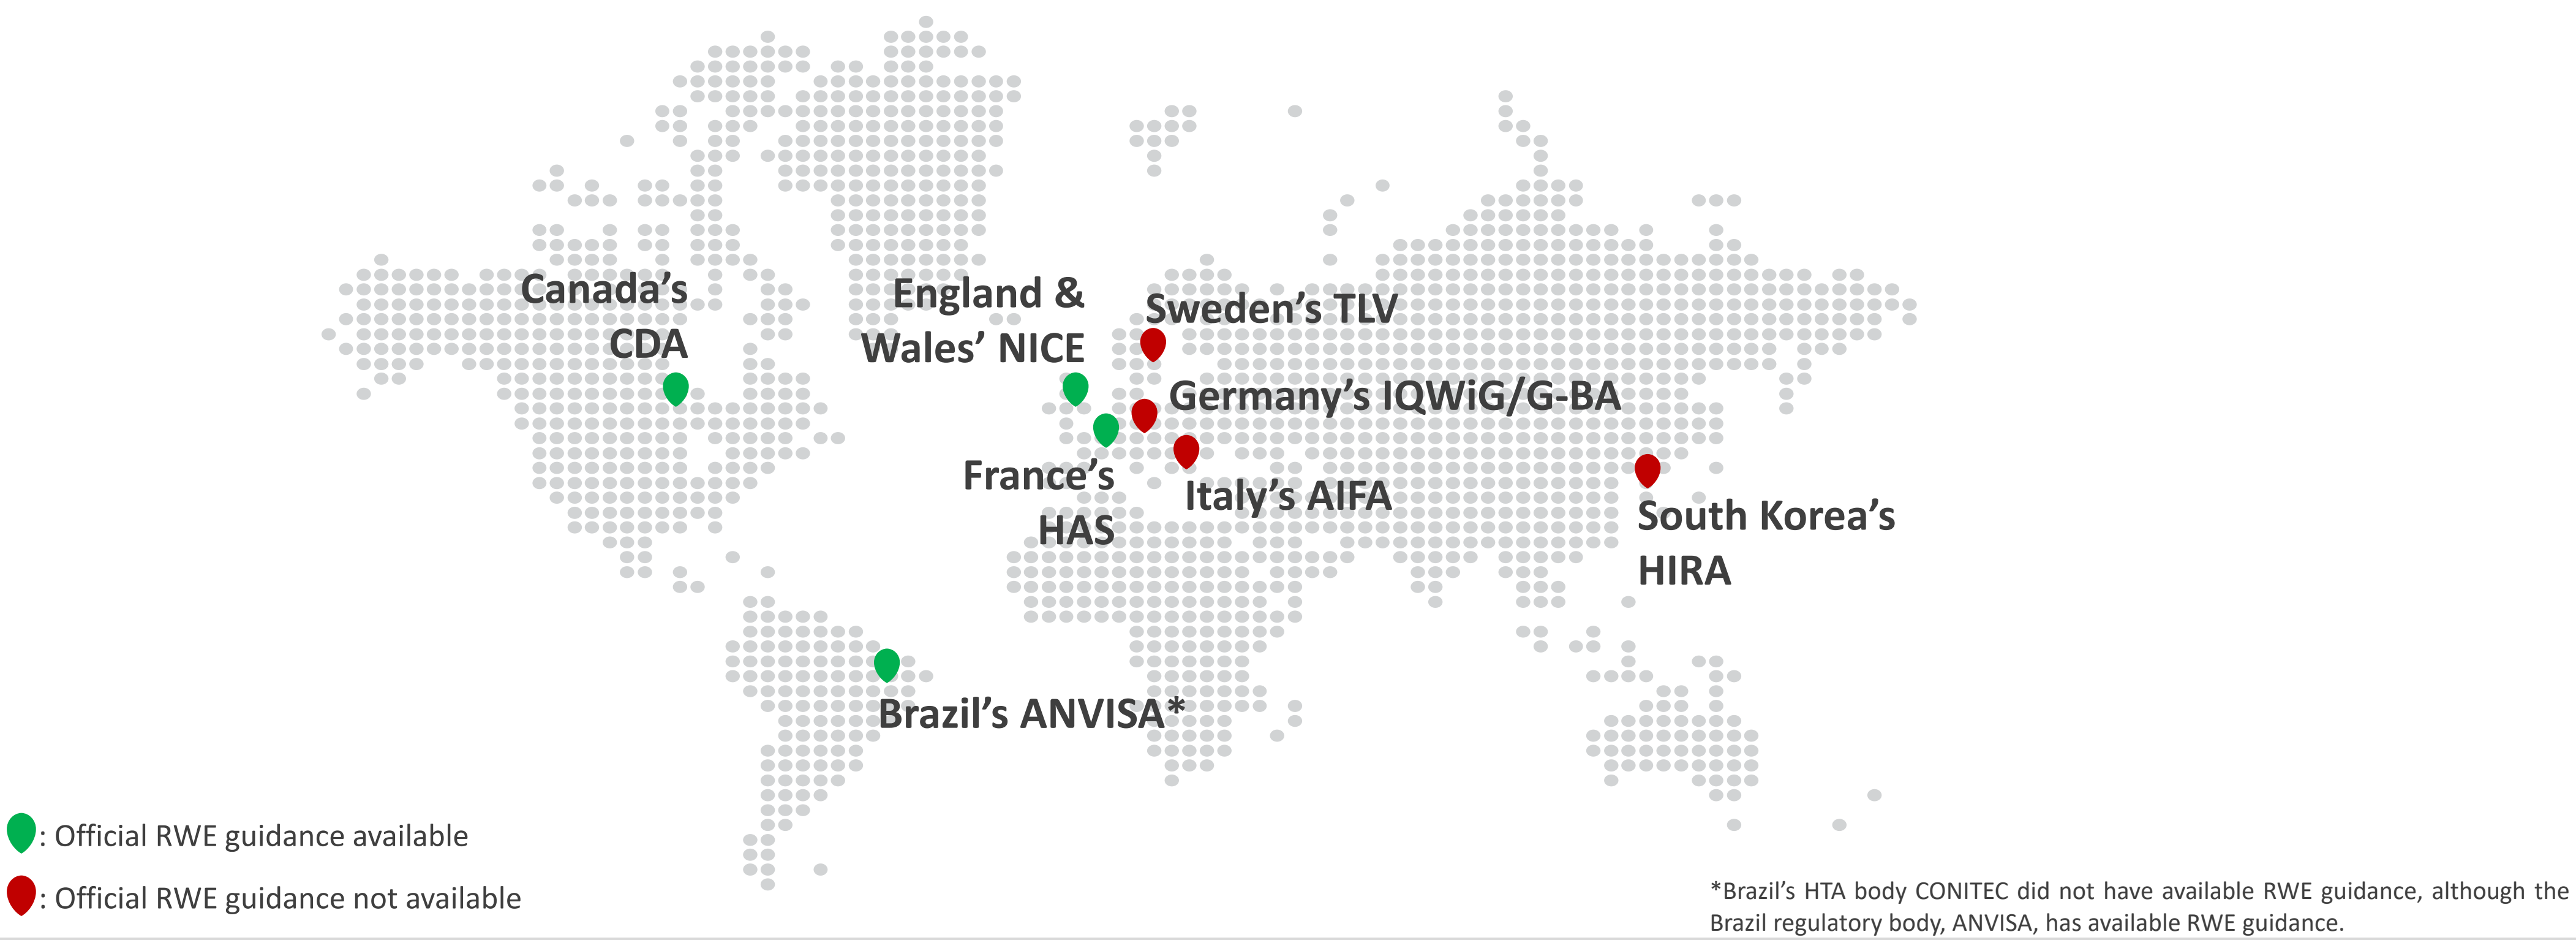 Canada’s
CDA
England &
Wales’ NICE
Sweden’s TLV
Germany’s IQWiG/G-BA
France’s
HAS
Italy’s AIFA
South Korea’s
HIRA
Brazil’s ANVISA*
: Official RWE guidance available
: Official RWE guidance not available
*Brazil’s HTA body CONITEC did not have available RWE guidance, although the
Brazil regulatory body, ANVISA, has available RWE guidance.